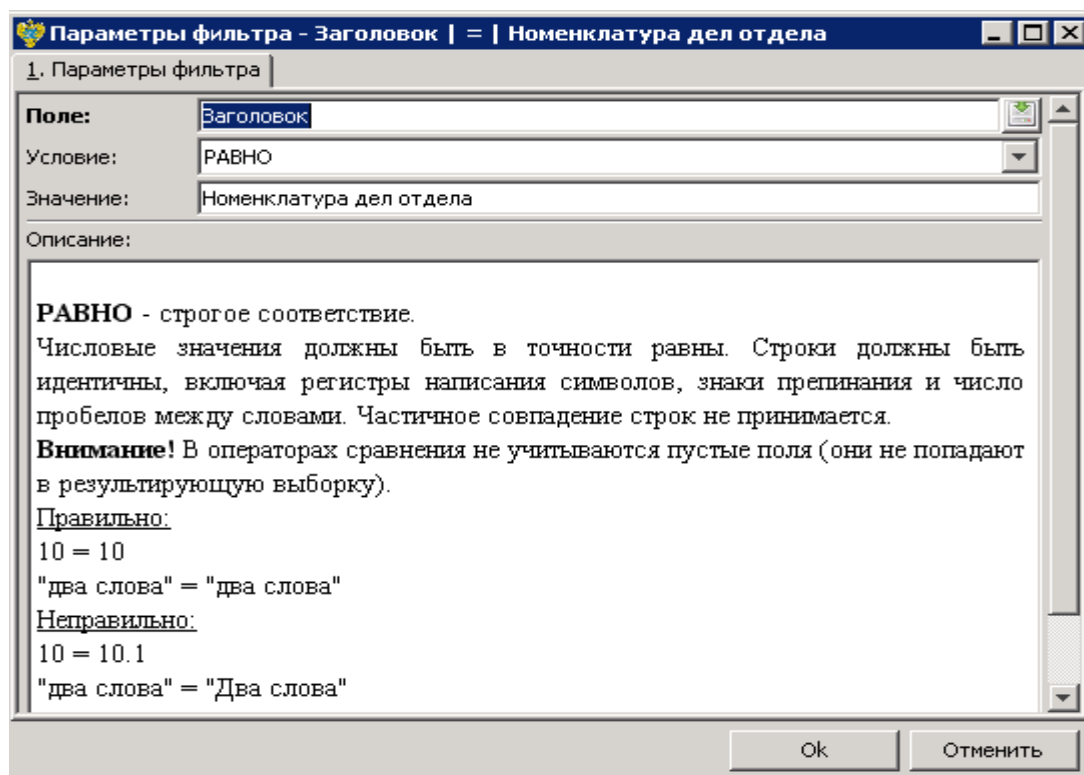 Параметры фильтра - Заголовок | = | Номенклатура дел отдела
1. Параметры фильтра
Поле: Заголовок
Условие: РАВНО
Значение: Номенклатура дел отдела
Описание:
РАВНО - строгое соответствие.
Числовые значения должны быть в точности равны. Строки должны быть
идентичны, включая регистры написания символов, знаки препинания и число
пробелов между словами. Частичное совпадение строк не принимается.
Внимание! В операторах сравнения не учитываются пустые поля (они не попадают
в результирующую выборку).
Правильно:
10 = 10
"два слова" = "два слова"
Неправильно:
10 = 10.1
"два слова" = "Два слова"
Ok Отменить